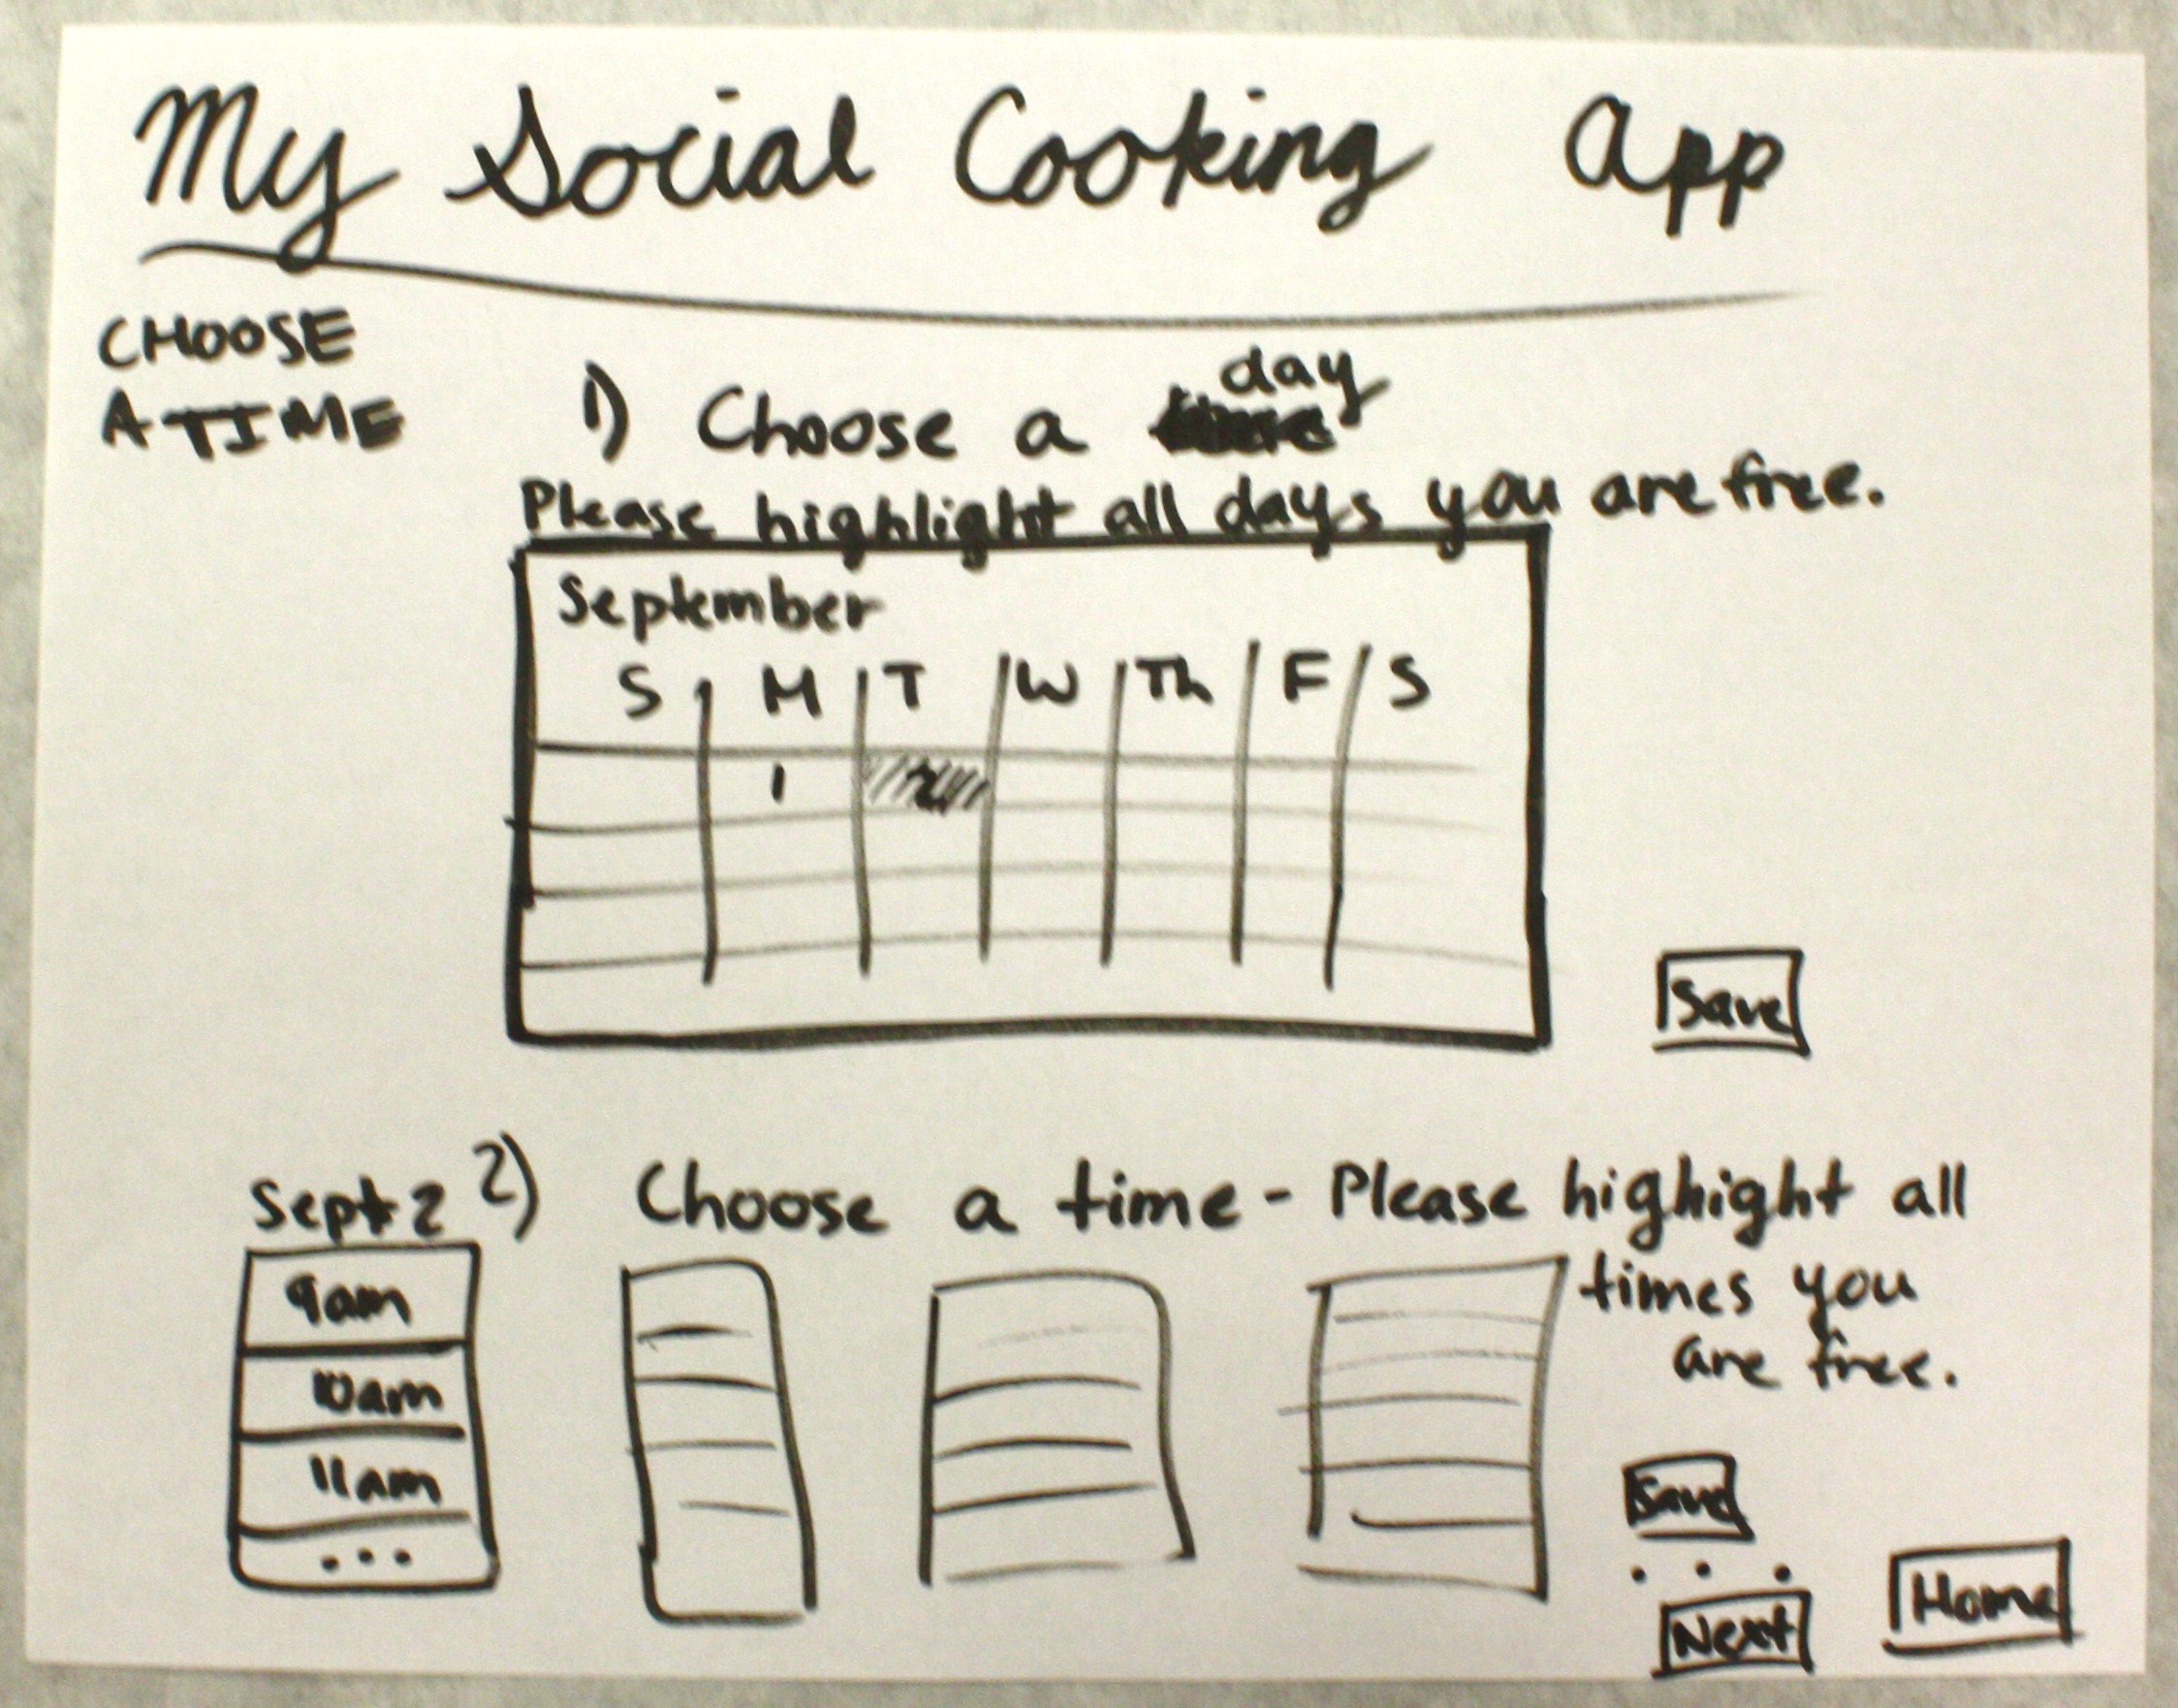 My Social Cooking App
CHOOSE
A TIME
1) Choose a day
Please highlight all days you are free.
September
S M T W Th F S
1 2
Save
Sept 2
2) Choose a time - Please highight all
times you
are free.
9am
10am
11am
...
Save
...
Next
Home